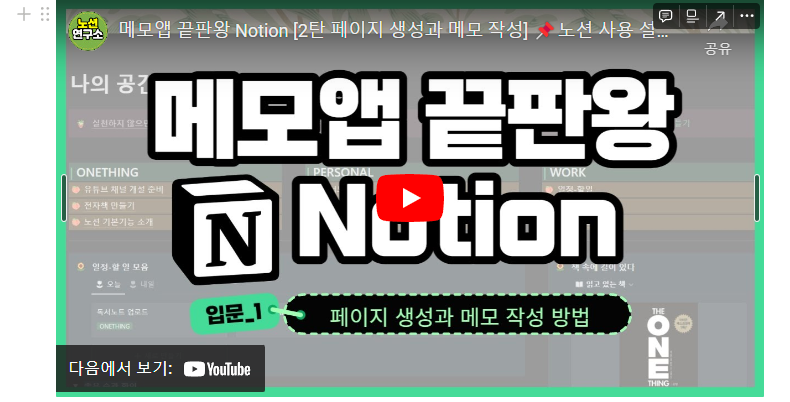 노션
연구소
메모앱 끝판왕 Notion [2탄 페이지 생성과 메모 작성] 📌 노션 사용 설...
공유
나의 공간
메모앱 끝판왕
Notion
ONETHING
PERSONAL
WORK
유튜브 채널 개설 준비
전자책 만들기
노션 기본기능 소개
일정-할 일 모음
오늘
내일
책 속에 길이 있다
읽고 있는 책
독서노트 업로드
ONETHING
입문_1
페이지 생성과 메모 작성 방법
THE
ONE
THING
다음에서 보기: YouTube